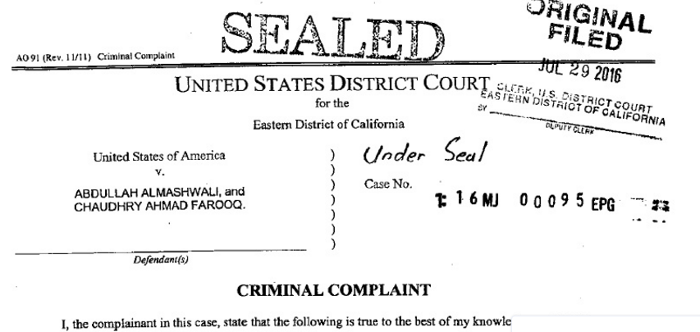 SEALED
ORIGINAL
FILED
JUL 29 2016
AO 91 (Rev. 11/11) Criminal Complaint
UNITED STATES DISTRICT COURT
CLERK, U.S. DISTRICT COURT
EASTERN DISTRICT OF CALIFORNIA
BY
DEPUTY CLERK
for the
Eastern District of California
United States of America
v.
ABDULLAH ALMASHWALI, and
CHAUDHRY AHMAD FAROOQ.
Defendant(s)
)
)
)
)
)
)
)
Under Seal
Case No.
1: 16 MJ 00095 EPG
CRIMINAL COMPLAINT
I, the complainant in this case, state that the following is true to the best of my knowle